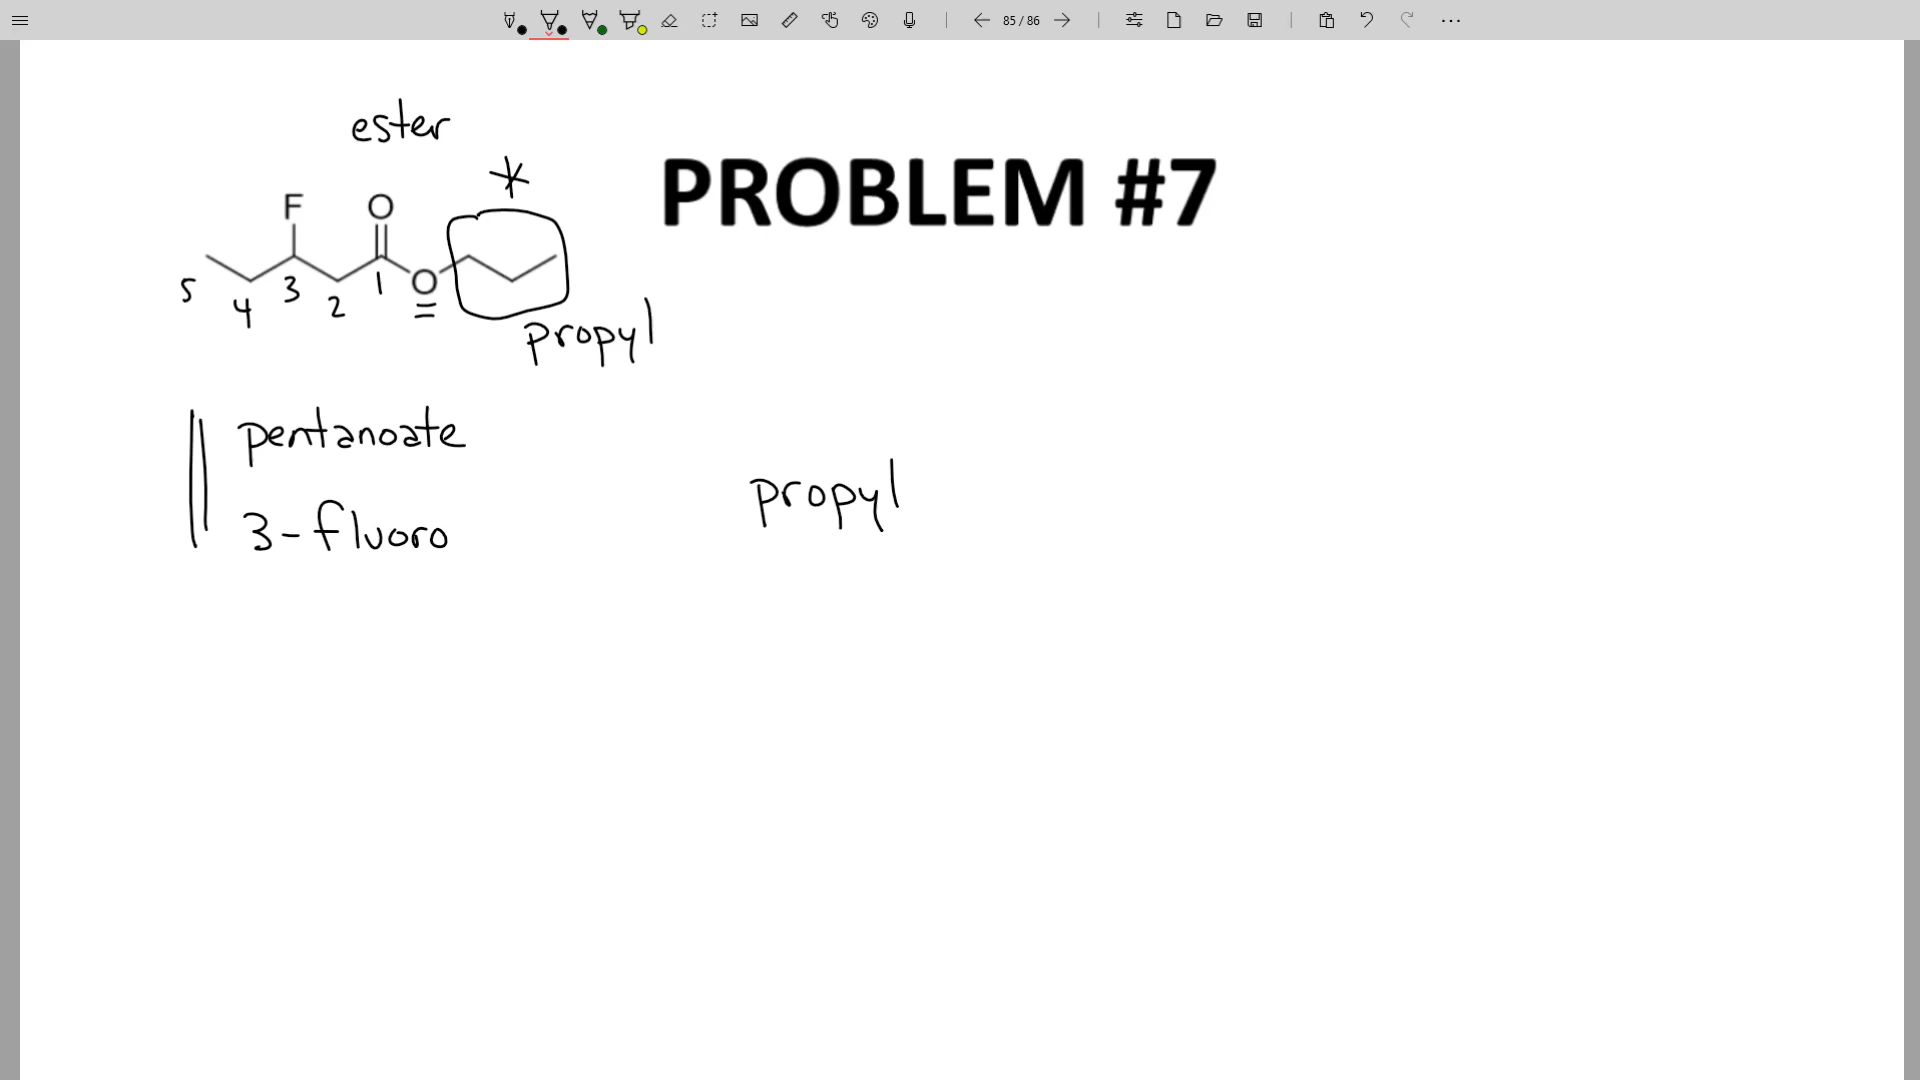 85 / 86
ester
*
PROBLEM #7
F
O
O
5 4 3 2 1
propyl
pentanoate
propyl
3-fluoro